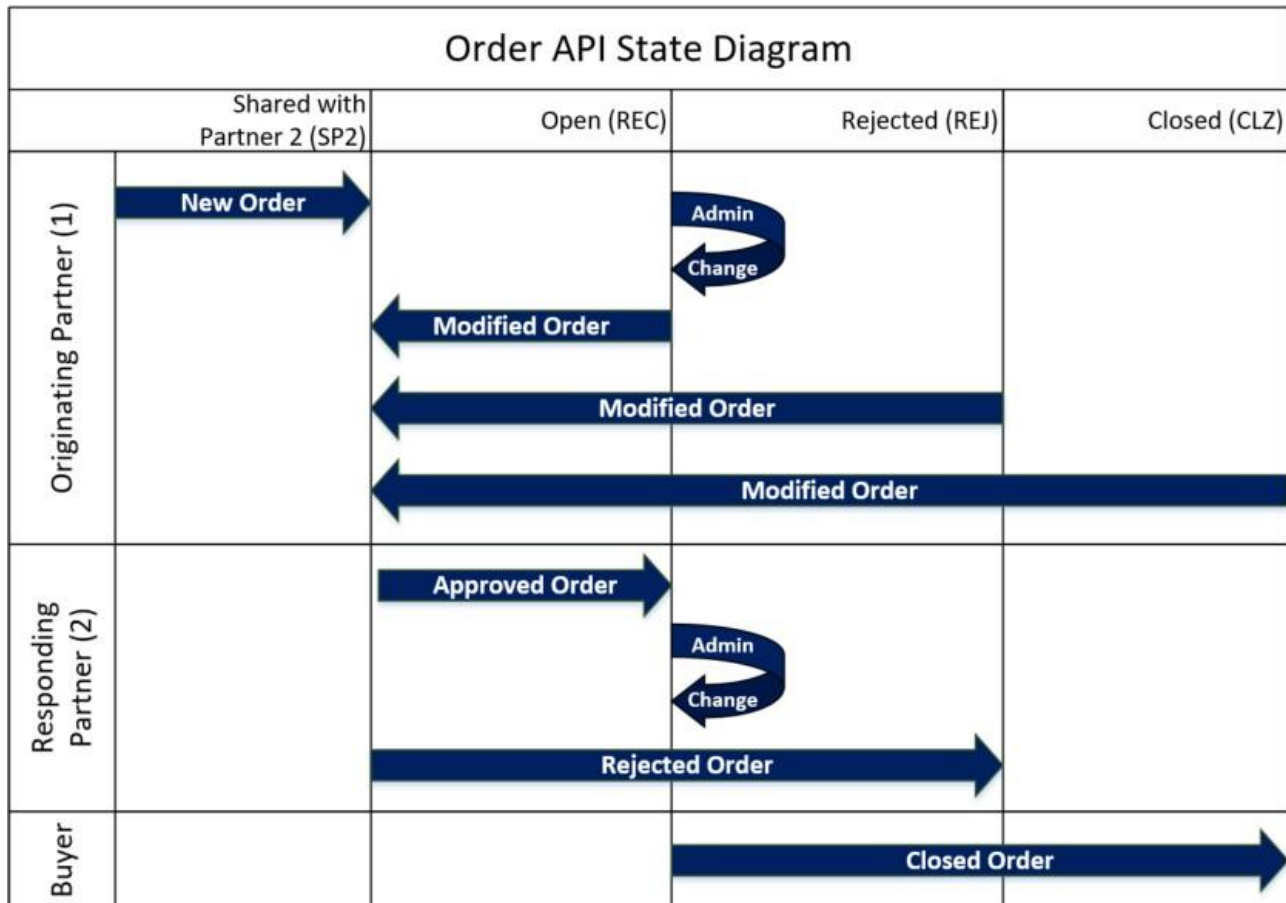 Order API State Diagram
Shared with
Partner 2 (SP2)
Open (REC)
Rejected (REJ)
Closed (CLZ)
Originating Partner (1)
New Order
Admin
Change
Modified Order
Modified Order
Modified Order
Responding
Partner (2)
Approved Order
Admin
Change
Rejected Order
Buyer
Closed Order